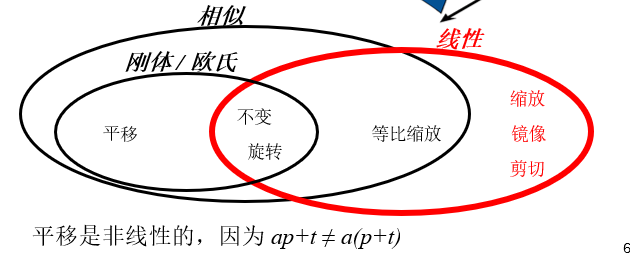 相似
线性
刚体 / 欧氏
缩放
不变
平移
等比缩放
镜像
旋转
剪切
平移是非线性的，因为 ap+t ≠ a(p+t)
6